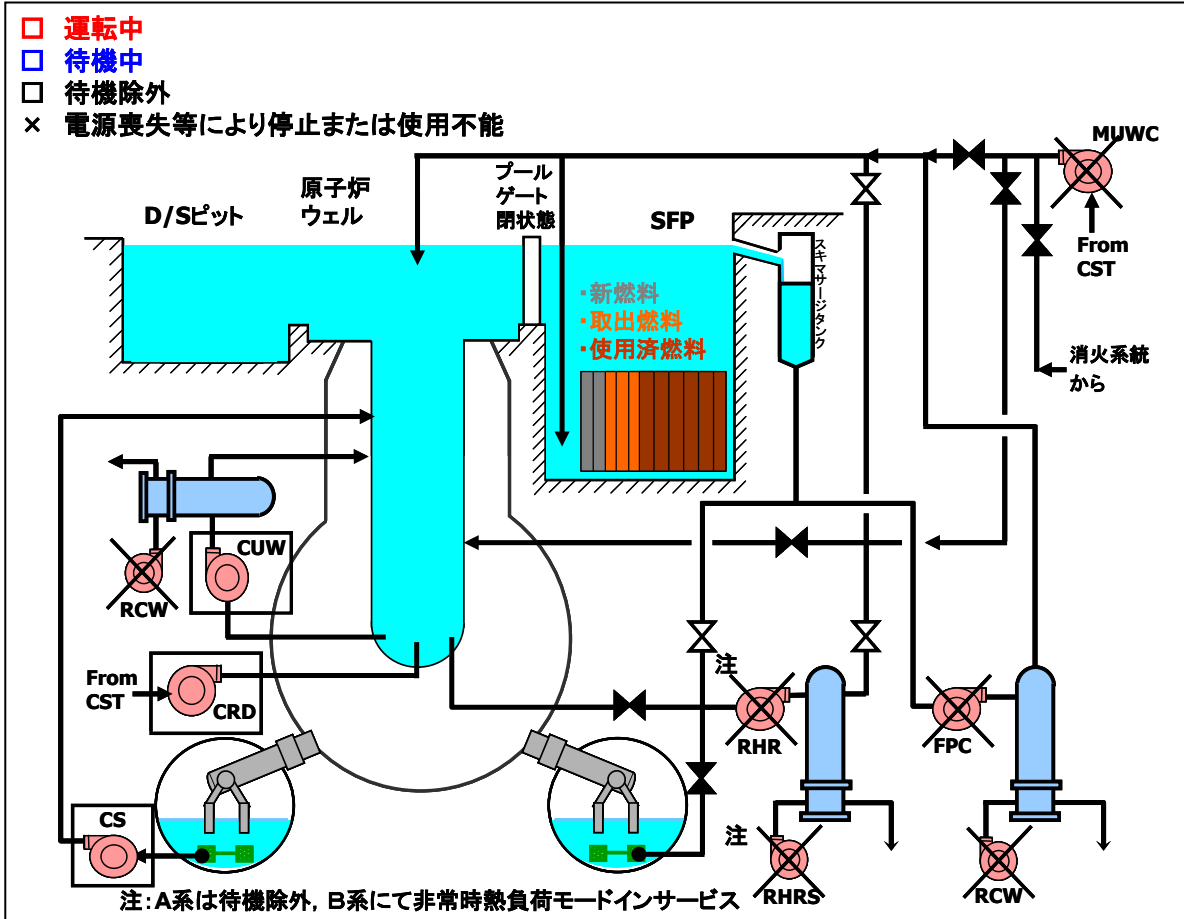 □ 運転中
□ 待機中
□ 待機除外
× 電源喪失等により停止または使用不能
MUWC
From
CST
消火系統
から
D/Sピット
原子炉
ウェル
プール
ゲート
閉状態
SFP
スキマサージタンク
・新燃料
・取出燃料
・使用済燃料
CUW
RCW
From
CST
CRD
CS
注
RHR
FPC
注
RHRS
RCW
注:A系は待機除外, B系にて非常時熱負荷モードインサービス